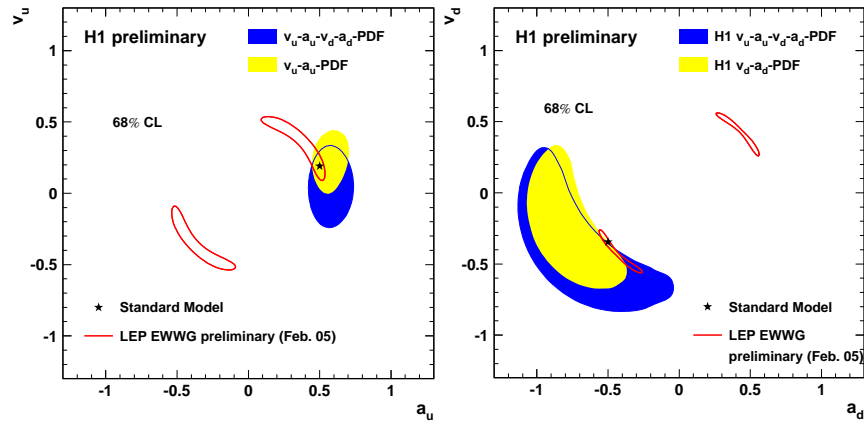 v_u
H1 preliminary
v_u-a_u-v_d-a_d-PDF
v_u-a_u-PDF
68% CL
1
0.5
0
-0.5
-1
Standard Model
LEP EWWG preliminary (Feb. 05)
-1 -0.5 0 0.5 1
a_u
v_d
H1 preliminary
H1 v_u-a_u-v_d-a_d-PDF
H1 v_d-a_d-PDF
68% CL
1
0.5
0
-0.5
-1
Standard Model
LEP EWWG
preliminary (Feb. 05)
-1 -0.5 0 0.5 1
a_d